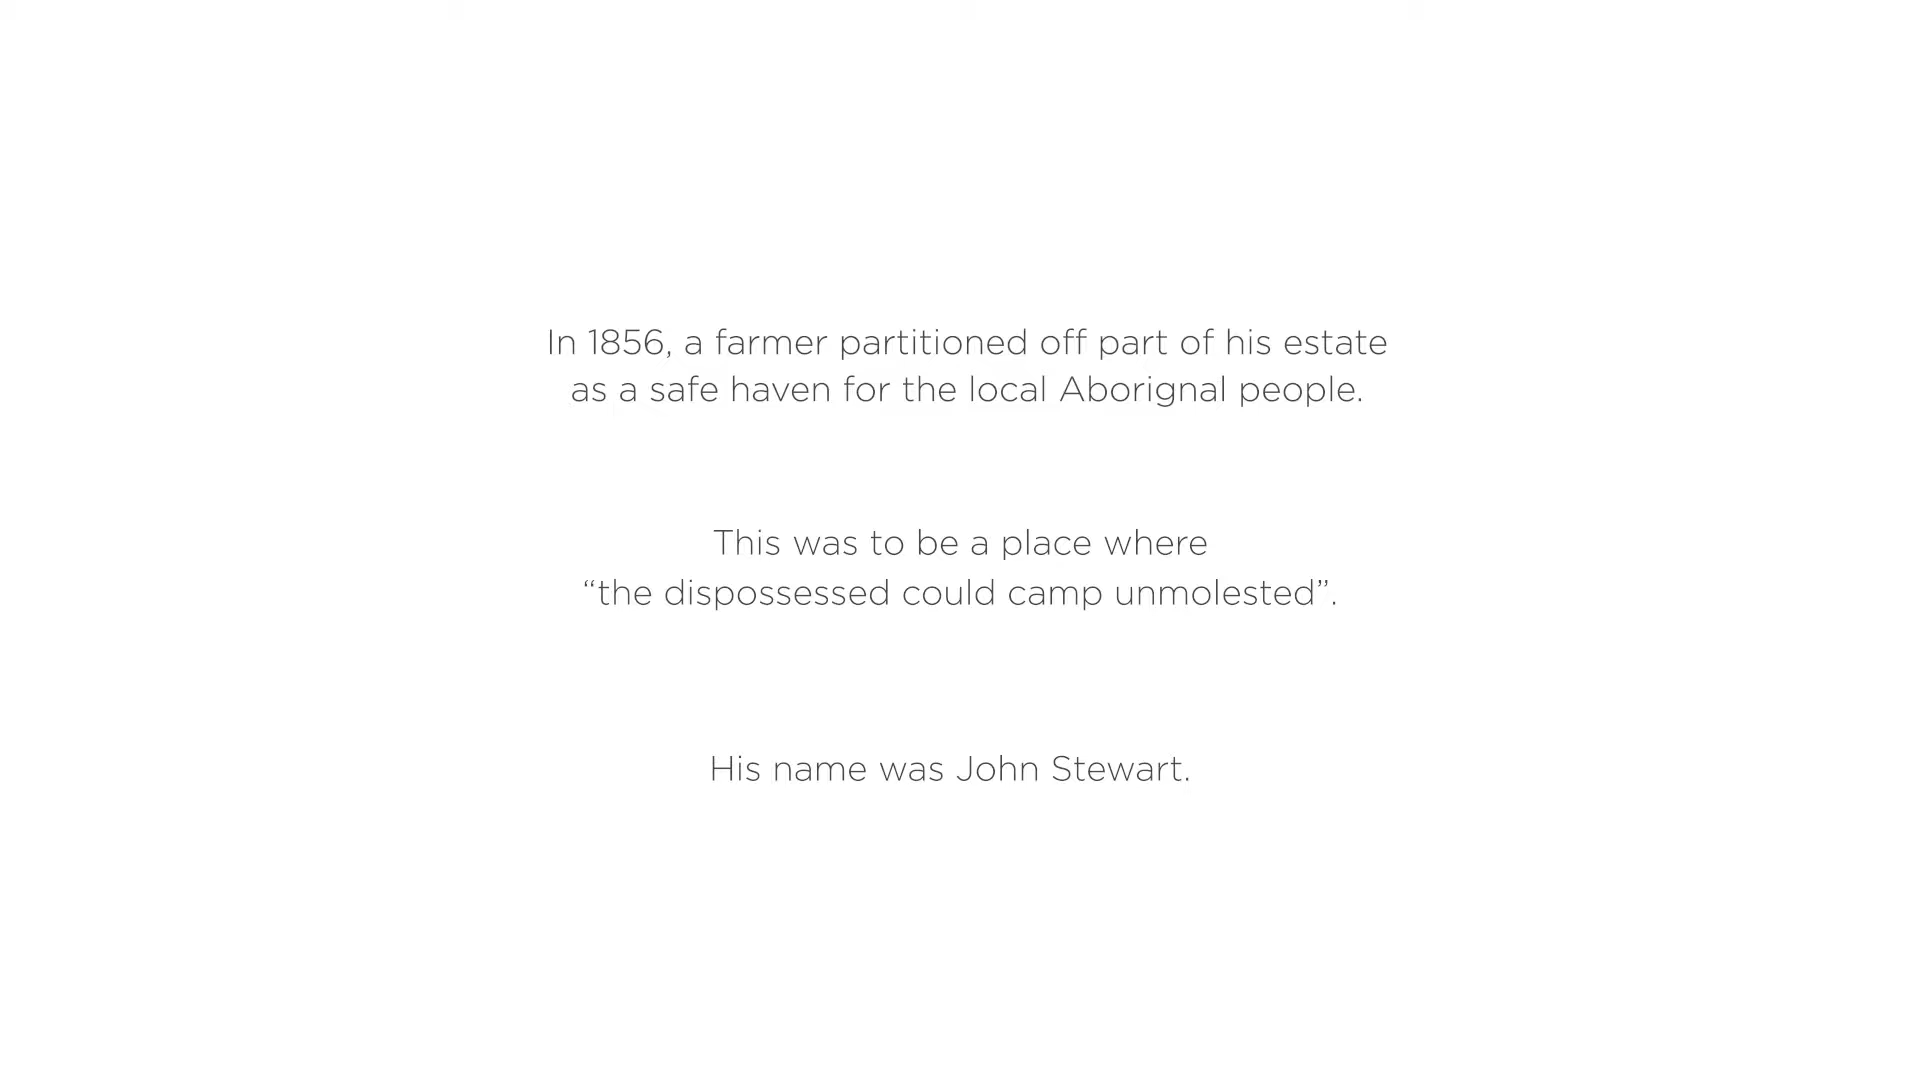 In 1856, a farmer partitioned off part of his estate
as a safe haven for the local Aborignal people.
This was to be a place where
“the dispossessed could camp unmolested”.
His name was John Stewart.